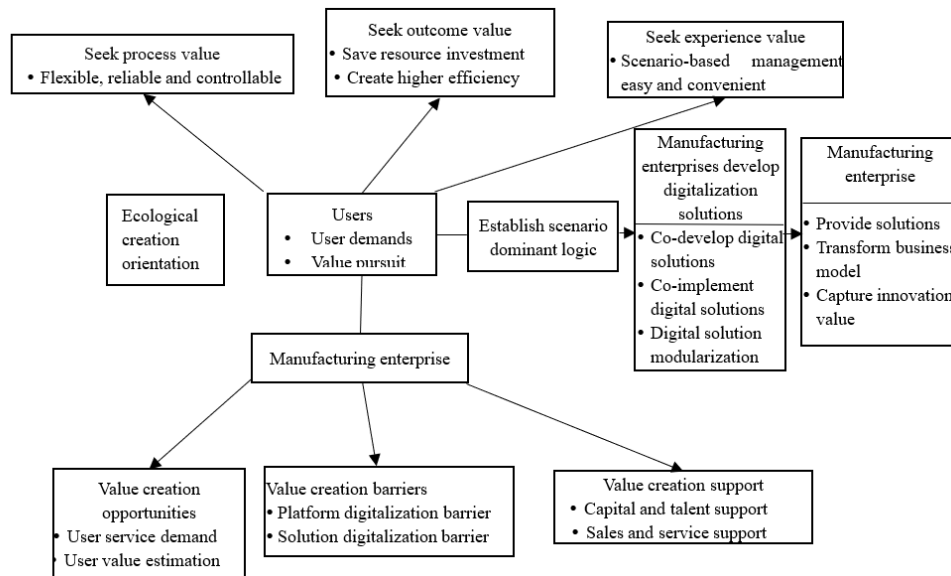 Seek process value
• Flexible, reliable and controllable
Seek outcome value
• Save resource investment
• Create higher efficiency
Seek experience value
• Scenario-based management
easy and convenient
Ecological
creation
orientation
Users
• User demands
• Value pursuit
Establish scenario
dominant logic
Manufacturing
enterprises develop
digitalization
solutions
• Co-develop digital
solutions
• Co-implement
digital solutions
• Digital solution
modularization
Manufacturing
enterprise
• Provide solutions
• Transform business
model
• Capture innovation
value
Manufacturing enterprise
Value creation
opportunities
• User service demand
• User value estimation
Value creation barriers
• Platform digitalization barrier
• Solution digitalization barrier
Value creation support
• Capital and talent support
• Sales and service support